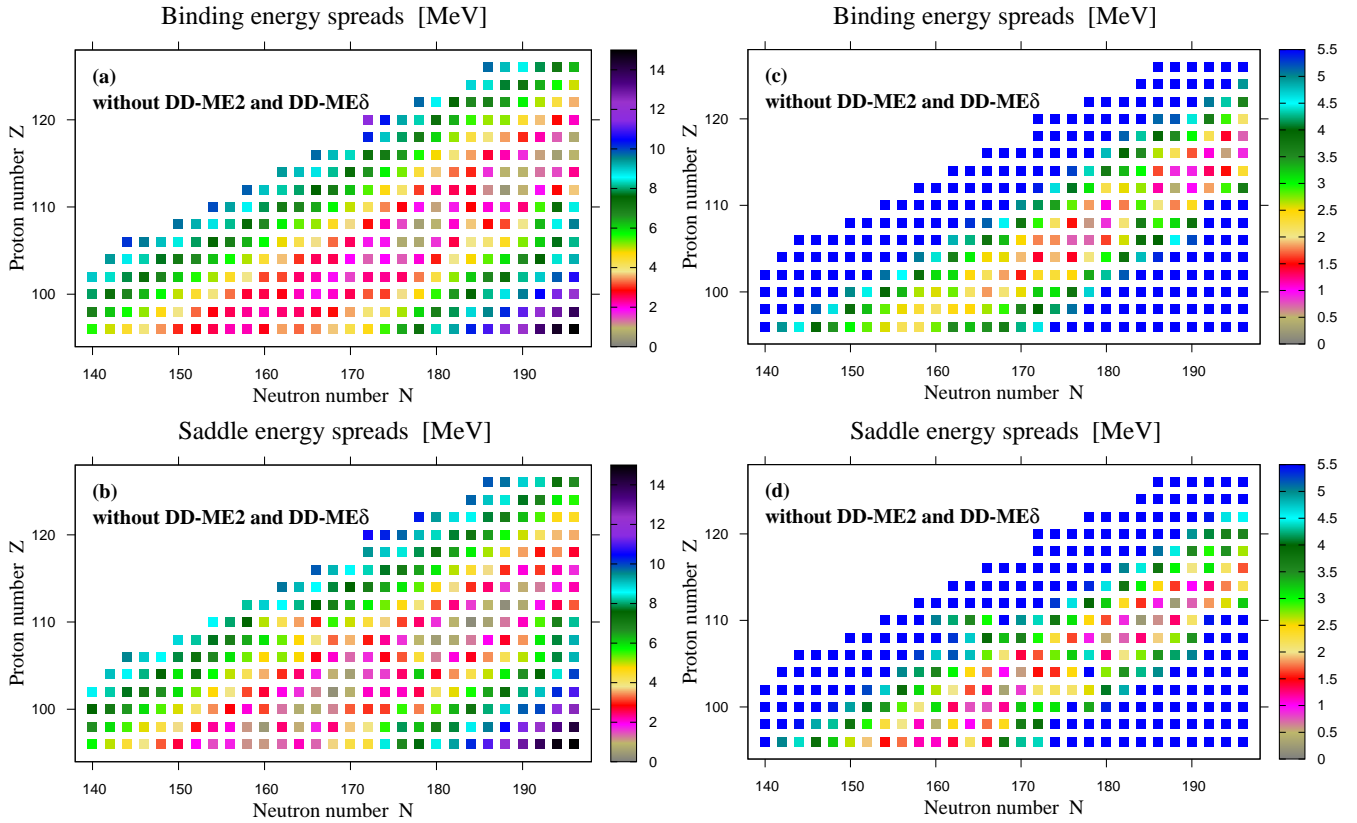 Binding energy spreads [MeV]
(a)
without DD-ME2 and DD-MEδ
Proton number Z
120
110
100
140 150 160 170 180 190
Neutron number N
14
12
10
8
6
4
2
0
Binding energy spreads [MeV]
(c)
without DD-ME2 and DD-MEδ
Proton number Z
120
110
100
140 150 160 170 180 190
Neutron number N
5.5
5
4.5
4
3.5
3
2.5
2
1.5
1
0.5
0
Saddle energy spreads [MeV]
(b)
without DD-ME2 and DD-MEδ
Proton number Z
120
110
100
140 150 160 170 180 190
Neutron number N
14
12
10
8
6
4
2
0
Saddle energy spreads [MeV]
(d)
without DD-ME2 and DD-MEδ
Proton number Z
120
110
100
140 150 160 170 180 190
Neutron number N
5.5
5
4.5
4
3.5
3
2.5
2
1.5
1
0.5
0